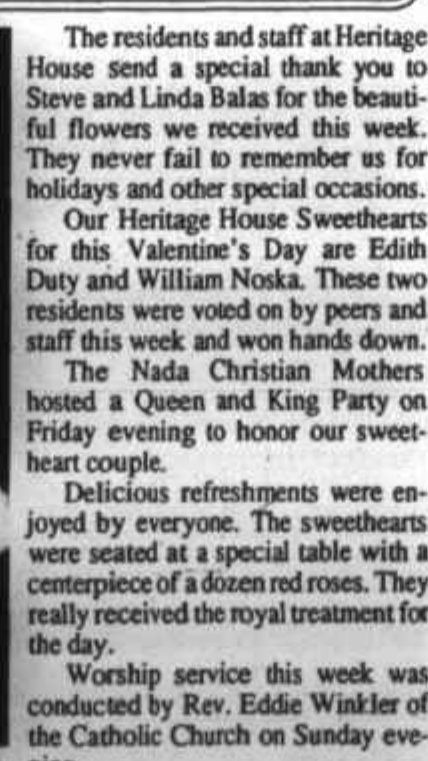 The residents and staff at Heritage
House send a special thank you to
Steve and Linda Balas for the beauti-
ful flowers we received this week.
They never fail to remember us for
holidays and other special occasions.
Our Heritage House Sweethearts
for this Valentine's Day are Edith
Duty and William Noska. These two
residents were voted on by peers and
staff this week and won hands down.
The Nada Christian Mothers
hosted a Queen and King Party on
Friday evening to honor our sweet-
heart couple.
Delicious refreshments were en-
joyed by everyone. The sweethearts
were seated at a special table with a
centerpiece of a dozen red roses. They
really received the royal treatment for
the day.
Worship service this week was
conducted by Rev. Eddie Winkler of
the Catholic Church on Sunday eve-